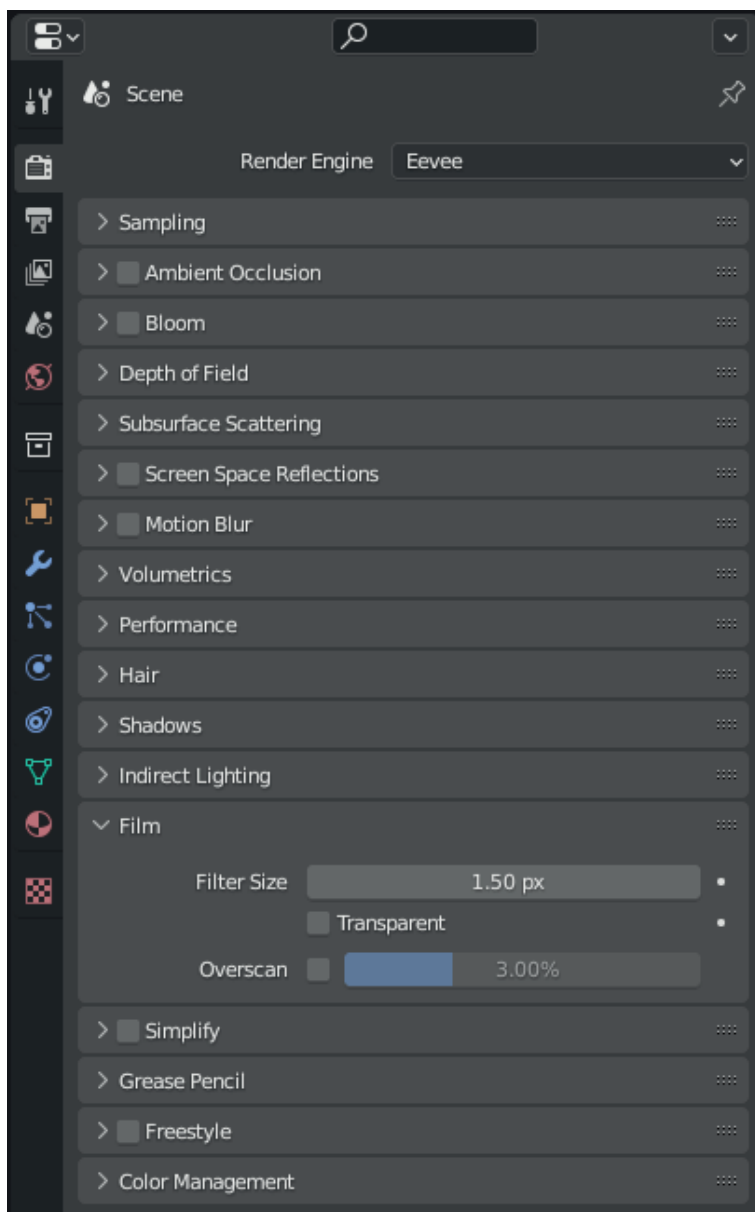 Scene
Render Engine Eevee
Sampling
Ambient Occlusion
Bloom
Depth of Field
Subsurface Scattering
Screen Space Reflections
Motion Blur
Volumetrics
Performance
Hair
Shadows
Indirect Lighting
Film
Filter Size 1.50 px
Transparent
Overscan 3.00%
Simplify
Grease Pencil
Freestyle
Color Management